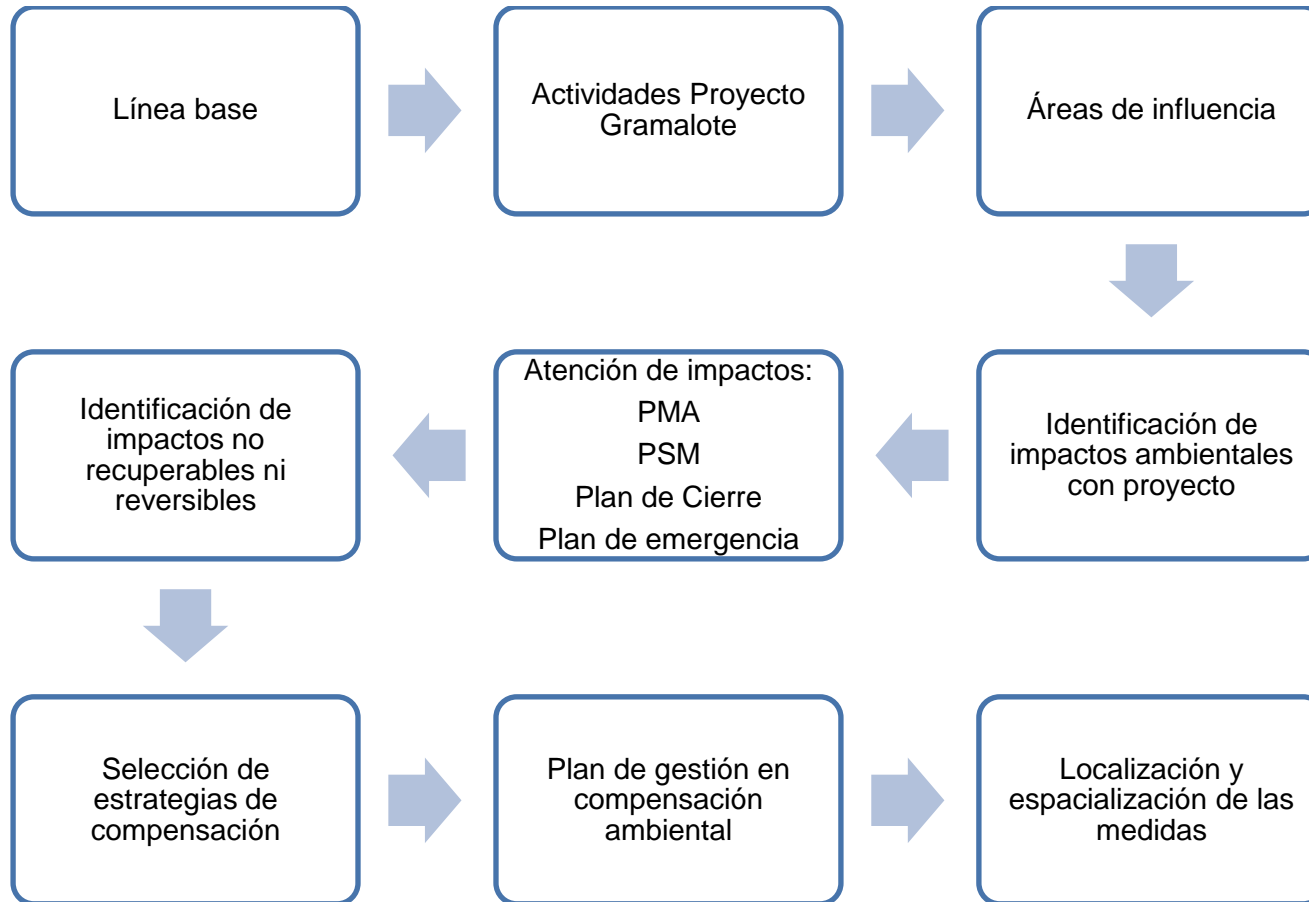 Línea base
Actividades Proyecto
Gramalote
Áreas de influencia
Identificación de
impactos ambientales
con proyecto
Atención de impactos:
PMA
PSM
Plan de Cierre
Plan de emergencia
Identificación de
impactos no
recuperables ni
reversibles
Selección de
estrategias de
compensación
Plan de gestión en
compensación
ambiental
Localización y
espacialización de las
medidas